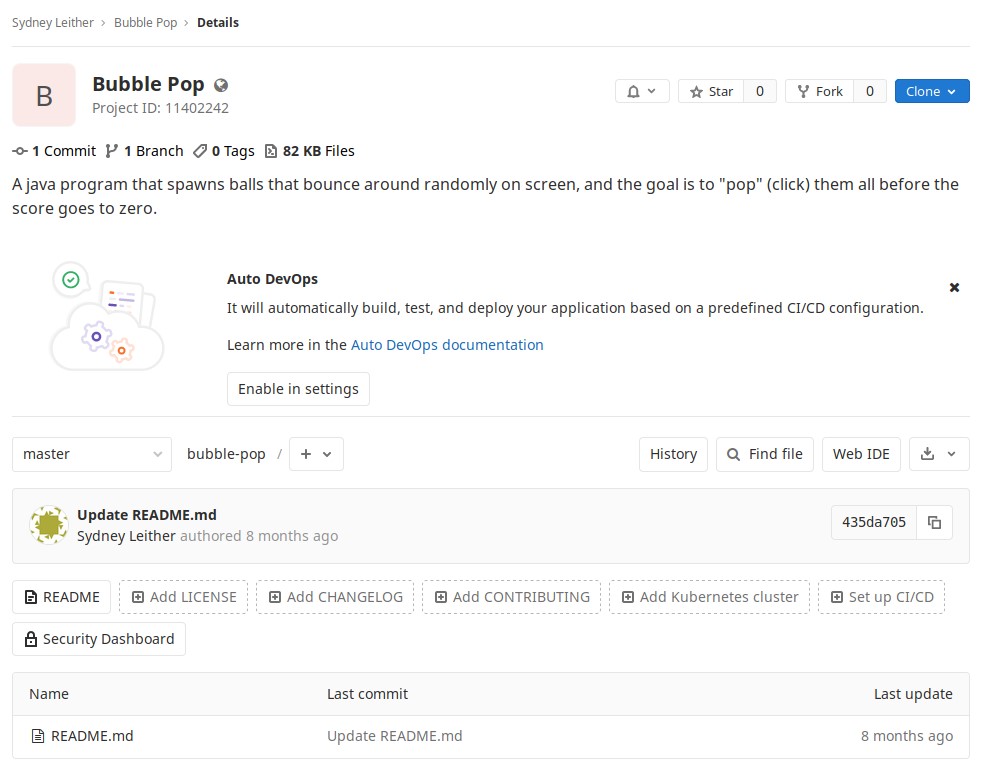 Sydney Leither › Bubble Pop › Details
B
Bubble Pop
Project ID: 11402242
Star 0 Fork 0 Clone
1 Commit 1 Branch 0 Tags 82 KB Files
A java program that spawns balls that bounce around randomly on screen, and the goal is to "pop" (click) them all before the
score goes to zero.
Auto DevOps
It will automatically build, test, and deploy your application based on a predefined CI/CD configuration.
Learn more in the Auto DevOps documentation
Enable in settings
master bubble-pop / + History Find file Web IDE
Update README.md
Sydney Leither authored 8 months ago
435da705
README Add LICENSE Add CHANGELOG Add CONTRIBUTING Add Kubernetes cluster Set up CI/CD
Security Dashboard
Name Last commit Last update
README.md Update README.md 8 months ago